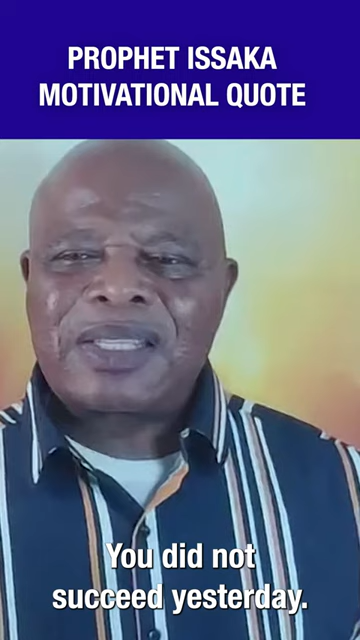 PROPHET ISSAKA
MOTIVATIONAL QUOTE
You did not
succeed yesterday.